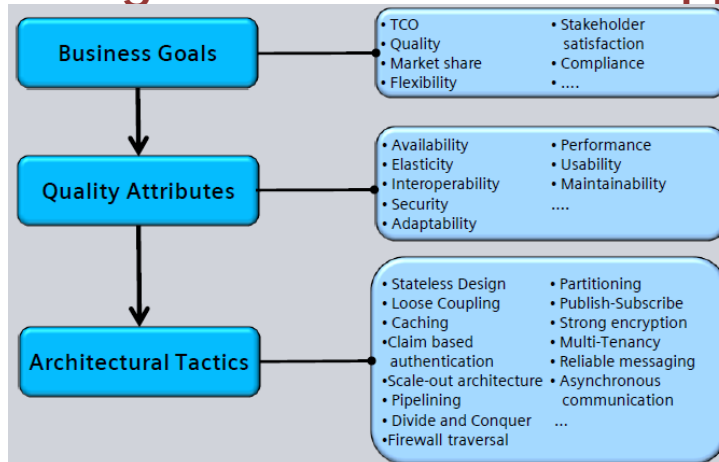 Business Goals
• TCO
• Quality
• Market share
• Flexibility
• Stakeholder
satisfaction
• Compliance
• ....
Quality Attributes
• Availability
• Elasticity
• Interoperability
• Security
• Adaptability
• Performance
• Usability
• Maintainability
....
Architectural Tactics
• Stateless Design
• Loose Coupling
• Caching
•Claim based
authentication
•Scale-out architecture
• Pipelining
• Divide and Conquer
•Firewall traversal
• Partitioning
• Publish-Subscribe
• Strong encryption
• Multi-Tenancy
• Reliable messaging
• Asynchronous
communication
...